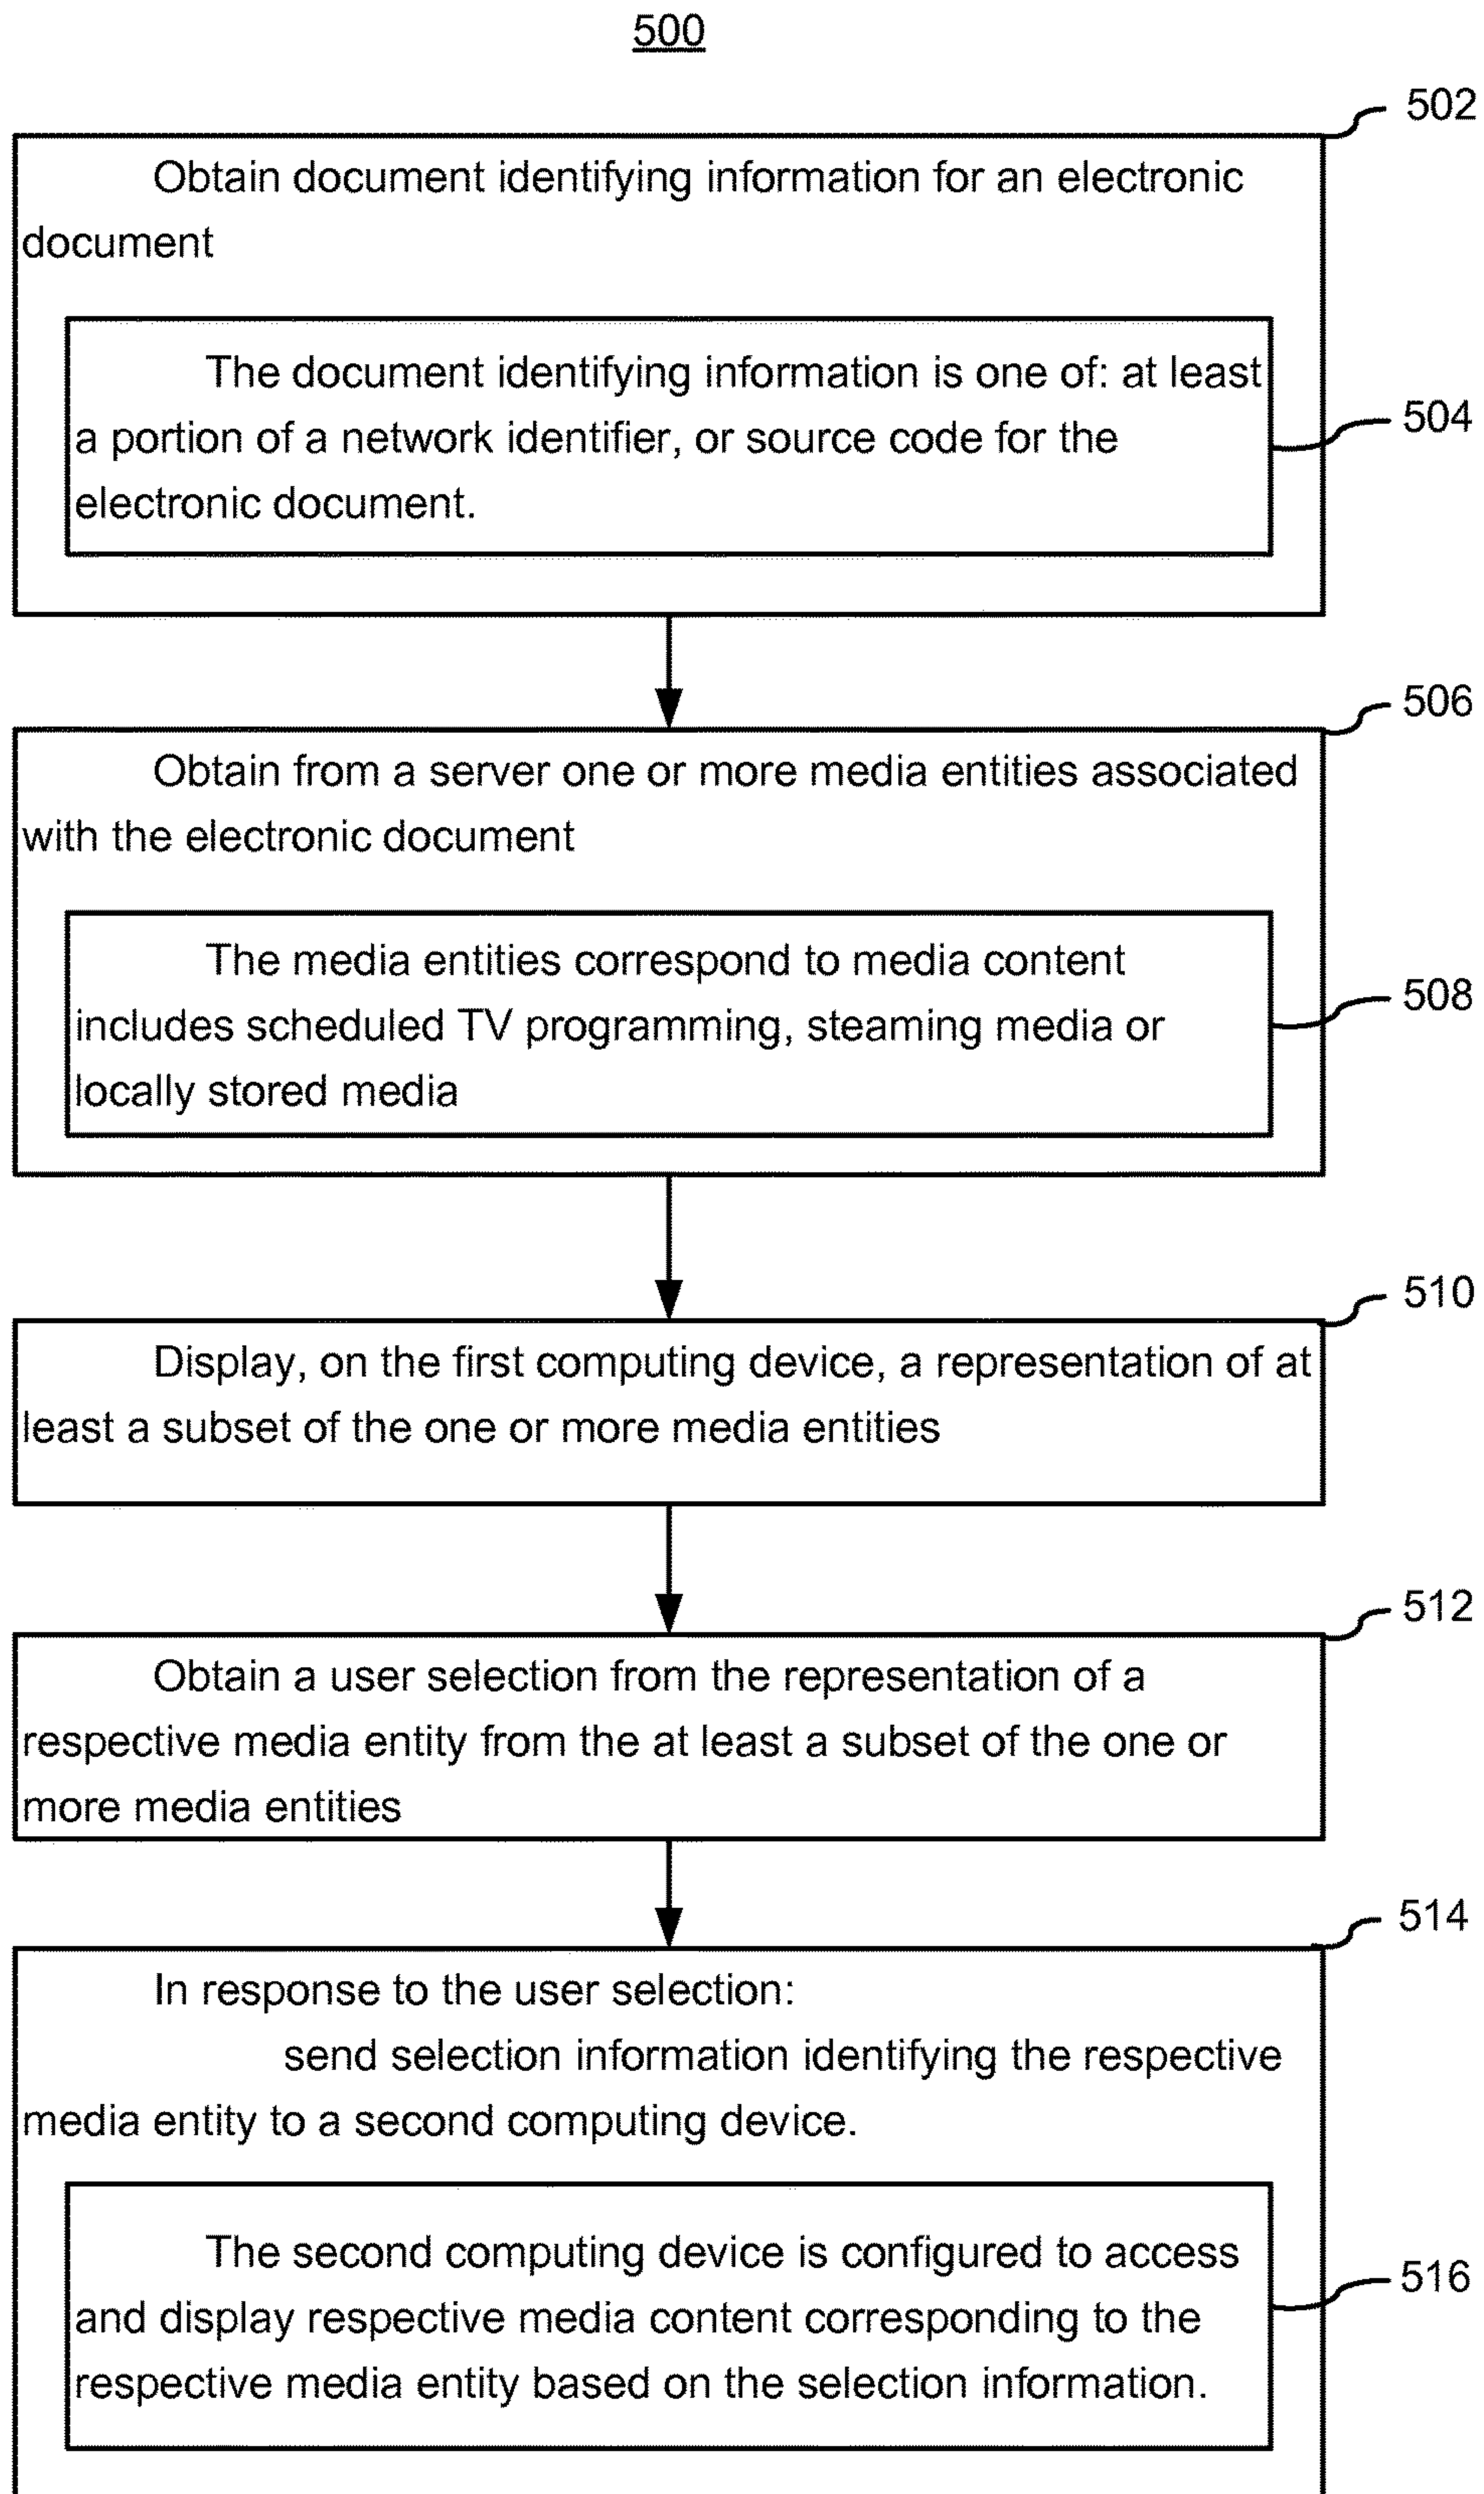 500
502
Obtain document identifying information for an electronic
document
The document identifying information is one of: at least
a portion of a network identifier, or source code for the
electronic document.
504
506
Obtain from a server one or more media entities associated
with the electronic document
The media entities correspond to media content
includes scheduled TV programming, steaming media or
locally stored media
508
510
Display, on the first computing device, a representation of at
least a subset of the one or more media entities
512
Obtain a user selection from the representation of a
respective media entity from the at least a subset of the one or
more media entities
514
In response to the user selection:
send selection information identifying the respective
media entity to a second computing device.
The second computing device is configured to access
and display respective media content corresponding to the
respective media entity based on the selection information.
516